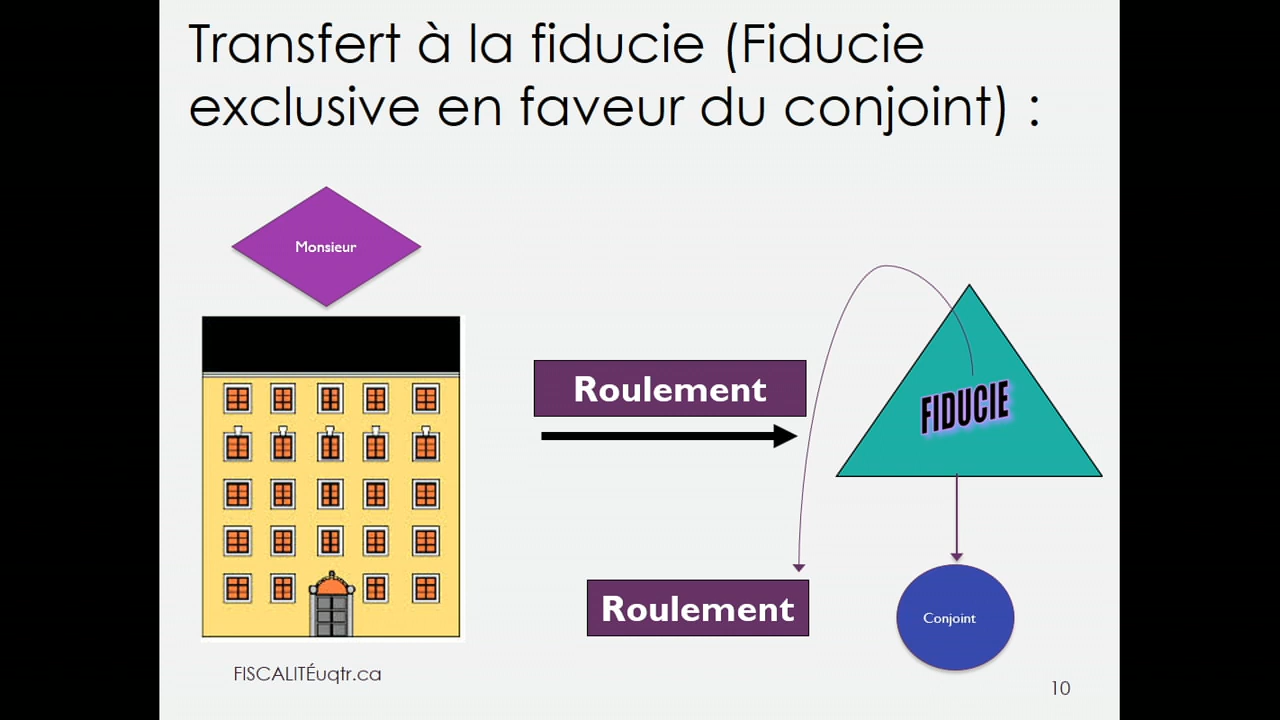 Transfert à la fiducie (Fiducie
exclusive en faveur du conjoint) :
Monsieur
Roulement
FIDUCIE
Roulement
Conjoint
FISCALITÉuqtr.ca
10